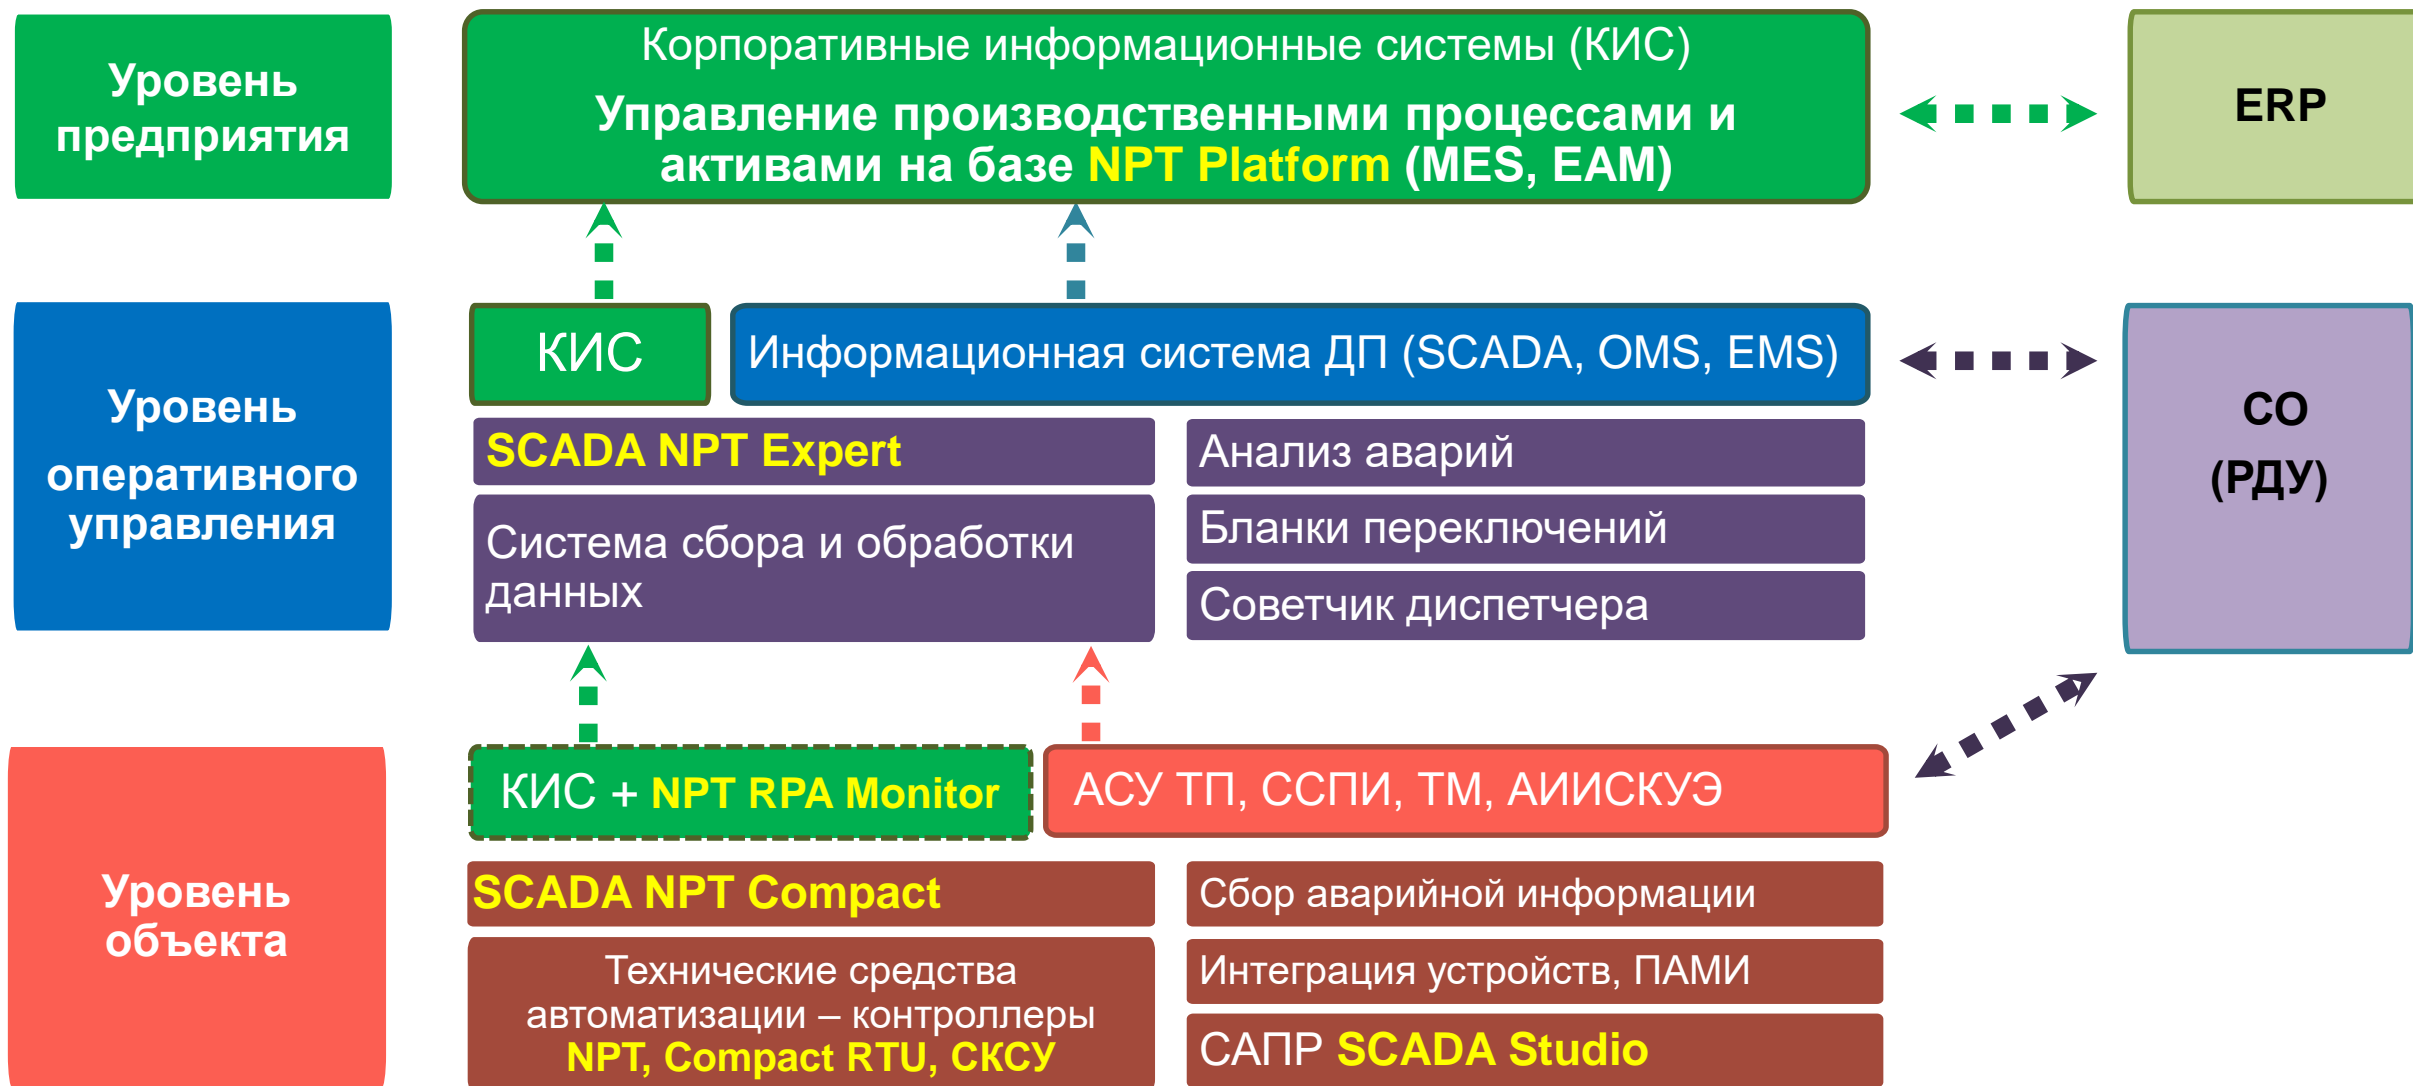 Уровень
предприятия
Корпоративные информационные системы (КИС)
Управление производственными процессами и
активами на базе NPT Platform (MES, EAM)
ERP
Уровень
оперативного
управления
КИС
Информационная система ДП (SCADA, OMS, EMS)
SCADA NPT Expert
Система сбора и обработки
данных
Анализ аварий
Бланки переключений
Советчик диспетчера
СО
(РДУ)
Уровень
объекта
КИС + NPT RPA Monitor
АСУ ТП, ССПИ, ТМ, АИИСКУЭ
SCADA NPT Compact
Технические средства
автоматизации – контроллеры
NPT, Compact RTU, СКСУ
Сбор аварийной информации
Интеграция устройств, ПАМИ
САПР SCADA Studio